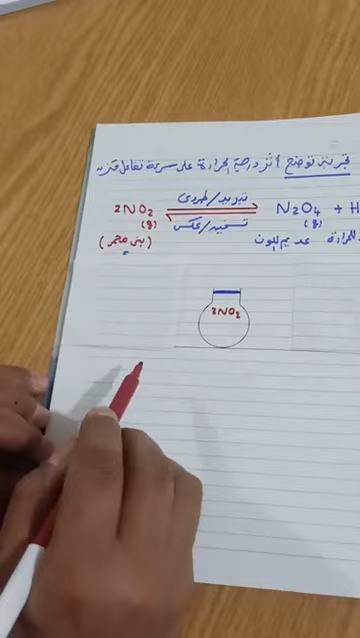 تجربتين توضح أثر درجة الحرارة على سرعة تفاعل متزن
تبريد/طردي
2NO₂ ⇌ N₂O₄ + H
(g) (g)
تسخين/عكسي
(بني محمر) عديم اللون
2NO₂